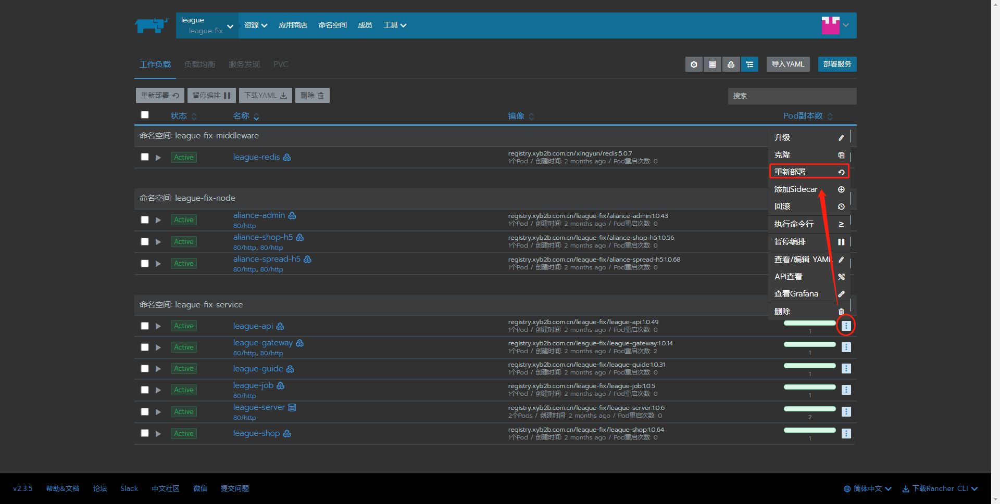 league
league-fix
资源
应用商店
命名空间
成员
工具
工作负载
负载均衡
服务发现
PVC
导入YAML
部署服务
重新部署
暂停编排
下载YAML
删除
搜索
状态
名称
镜像
Pod副本数
命名空间: league-fix-middleware
Active
league-redis
registry.xyb2b.com.cn/xingyun/redis:5.0.7
1个Pod / 创建时间: 2 months ago / Pod重启次数: 0
命名空间: league-fix-node
Active
aliance-admin
80/http
registry.xyb2b.com.cn/league-fix/aliance-admin:1.0.43
1个Pod / 创建时间: 2 months ago / Pod重启次数: 0
Active
aliance-shop-h5
80/http, 80/http
registry.xyb2b.com.cn/league-fix/aliance-shop-h5:1.0.56
1个Pod / 创建时间: 2 months ago / Pod重启次数: 0
Active
aliance-spread-h5
80/http, 80/http
registry.xyb2b.com.cn/league-fix/aliance-spread-h5:1.0.68
1个Pod / 创建时间: 2 months ago / Pod重启次数: 0
升级
克隆
重新部署
添加Sidecar
回滚
执行命令行
暂停编排
查看/编辑 YAML
API查看
查看Grafana
删除
命名空间: league-fix-service
Active
league-api
registry.xyb2b.com.cn/league-fix/league-api:1.0.49
1个Pod / 创建时间: 2 months ago / Pod重启次数: 0
1
Active
league-gateway
80/http, 80/http
registry.xyb2b.com.cn/league-fix/league-gateway:1.0.14
1个Pod / 创建时间: 2 months ago / Pod重启次数: 2
1
Active
league-guide
registry.xyb2b.com.cn/league-fix/league-guide:1.0.31
1个Pod / 创建时间: 2 months ago / Pod重启次数: 0
1
Active
league-job
80/http
registry.xyb2b.com.cn/league-fix/league-job:1.0.5
1个Pod / 创建时间: 2 months ago / Pod重启次数: 0
1
Active
league-server
80/http
registry.xyb2b.com.cn/league-fix/league-server:1.0.6
2个Pods / 创建时间: 2 months ago / Pod重启次数: 0
2
Active
league-shop
registry.xyb2b.com.cn/league-fix/league-shop:1.0.64
1个Pod / 创建时间: 2 months ago / Pod重启次数: 0
1
v2.3.5
帮助&文档
论坛
Slack
中文社区
微信
提交问题
简体中文
下载Rancher CLI